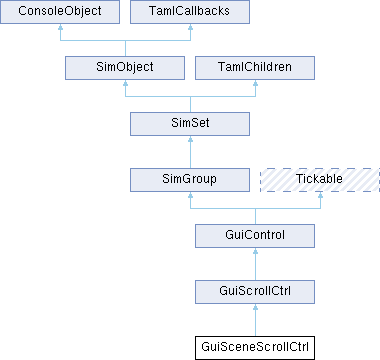 ConsoleObject TamlCallbacks
SimObject TamlChildren
SimSet
SimGroup Tickable
GuiControl
GuiScrollCtrl
GuiSceneScrollCtrl